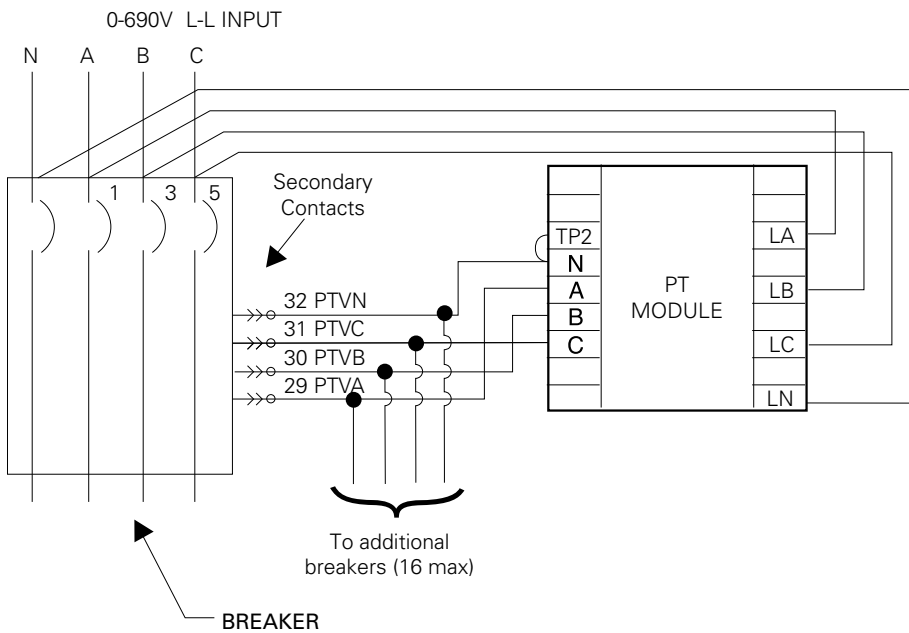 0-690V L-L INPUT
N A B C
1 3 5
Secondary
Contacts
32 PTVN
31 PTVC
30 PTVB
29 PTVA
TP2
N
A
B
C
PT
MODULE
LA
LB
LC
LN
To additional
breakers (16 max)
BREAKER